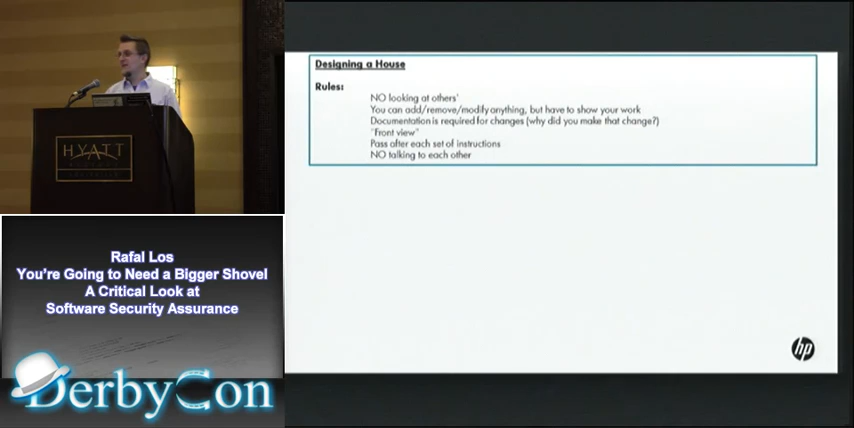 HYATT
Rafal Los
You're Going to Need a Bigger Shovel
A Critical Look at
Software Security Assurance
DerbyCon
Designing a House
Rules:
NO looking at others'
You can add/remove/modify anything, but have to show your work
Documentation is required for changes (why did you make that change?)
"Front view"
Pass after each set of instructions
NO talking to each other
hp